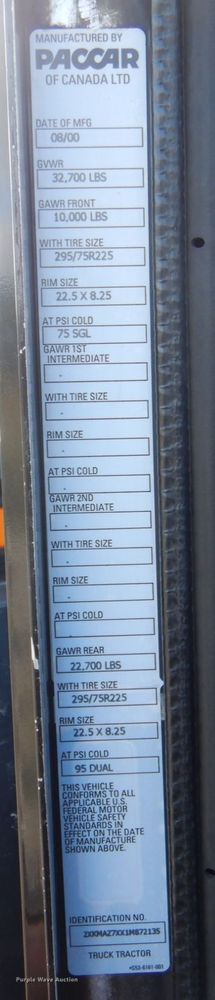 MANUFACTURED BY
PACCAR
OF CANADA LTD
DATE OF MFG
08/00
GVWR
32,700 LBS
GAWR FRONT
10,000 LBS
WITH TIRE SIZE
295/75R225
RIM SIZE
22.5 X 8.25
AT PSI COLD
75 SGL
GAWR 1ST
INTERMEDIATE
-
WITH TIRE SIZE
-
RIM SIZE
-
AT PSI COLD
-
GAWR 2ND
INTERMEDIATE
-
WITH TIRE SIZE
-
RIM SIZE
-
AT PSI COLD
GAWR REAR
22,700 LBS
WITH TIRE SIZE
295/75R225
RIM SIZE
22.5 X 8.25
AT PSI COLD
95 DUAL
THIS VEHICLE
CONFORMS TO ALL
APPLICABLE U.S.
FEDERAL MOTOR
VEHICLE SAFETY
STANDARDS IN
EFFECT ON THE DATE
OF MANUFACTURE
SHOWN ABOVE.
IDENTIFICATION NO.
2XKMAZ7XX1M872135
TRUCK TRACTOR
Purple Wave Auction